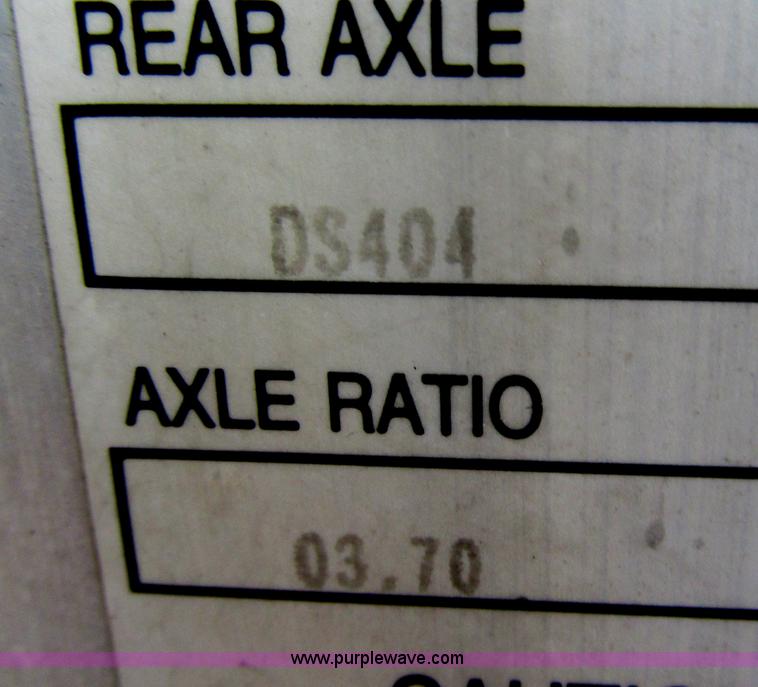 REAR AXLE
DS404
AXLE RATIO
03.70
www.purplewave.com